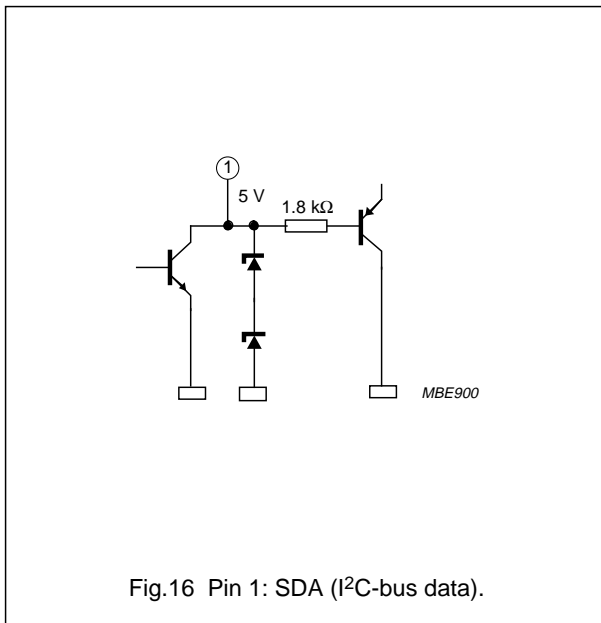 1
5 V
1.8 kΩ
MBE900
Fig.16 Pin 1: SDA (I²C-bus data).